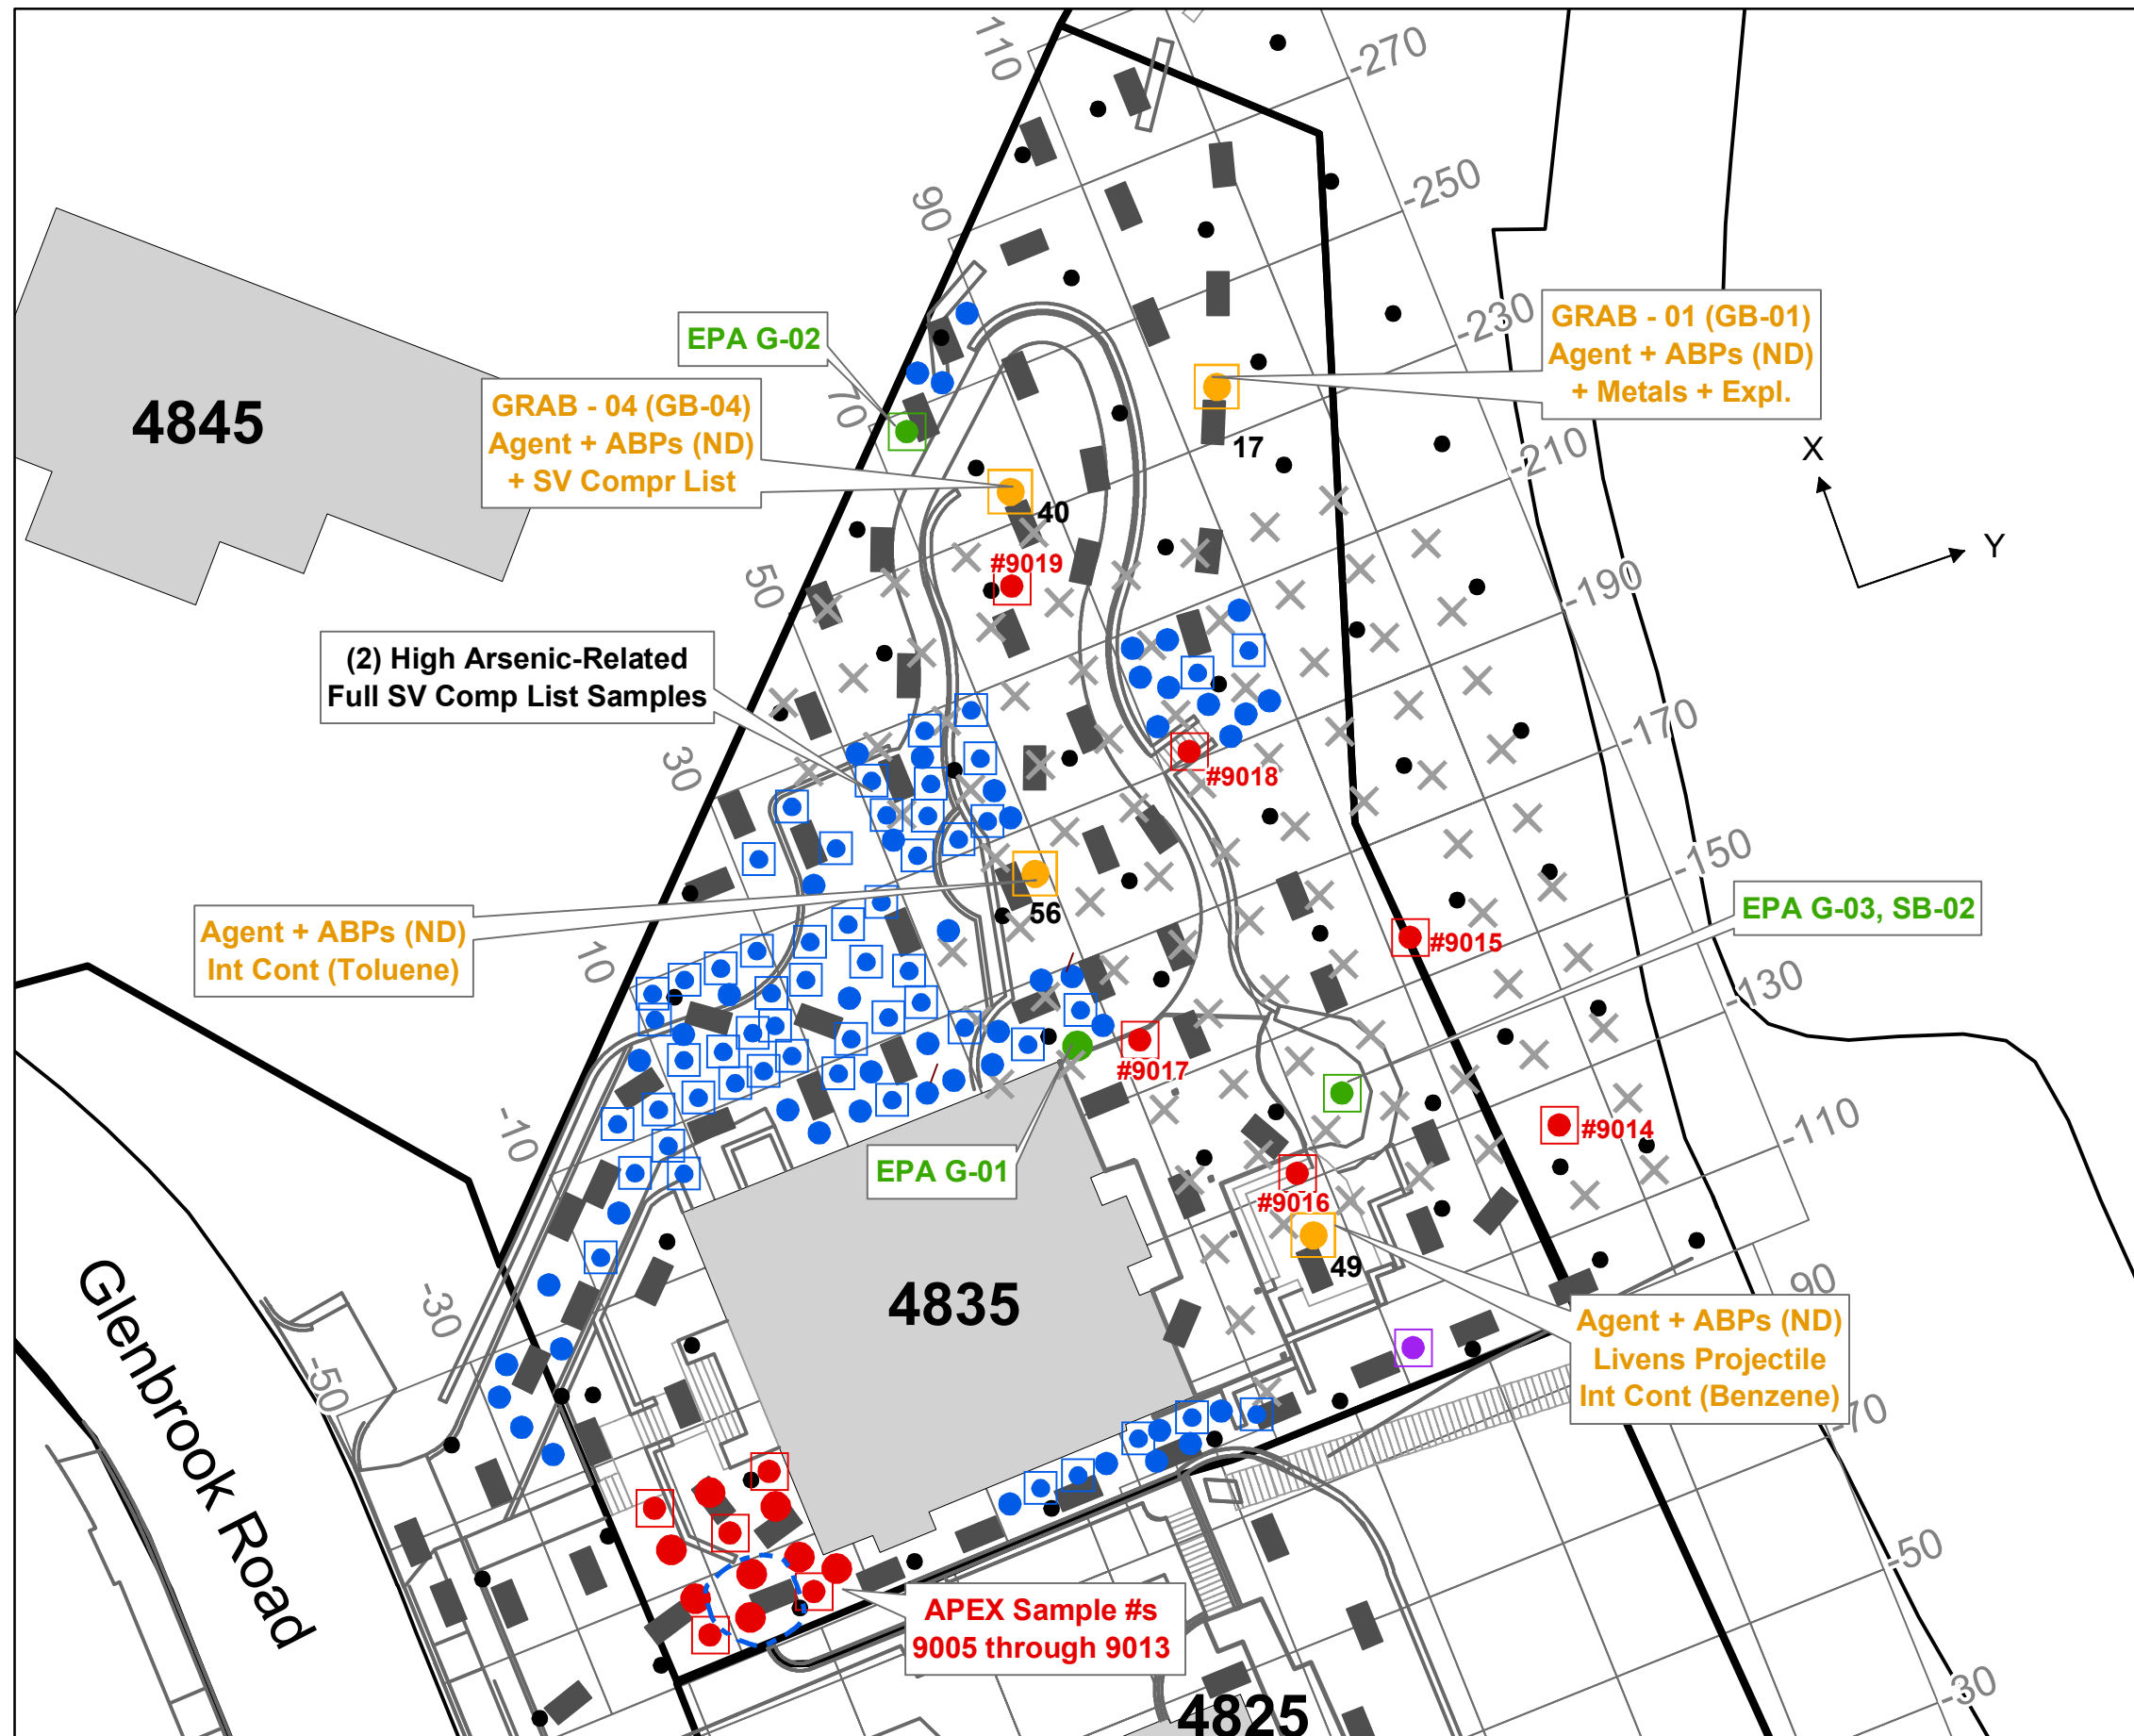 110
-270
-250
90
-230
GRAB - 01 (GB-01)
Agent + ABPs (ND)
+ Metals + Expl.
EPA G-02
70
GRAB - 04 (GB-04)
Agent + ABPs (ND)
+ SV Compr List
4845
17
-210
X
Y
40
#9019
50
-190
(2) High Arsenic-Related
Full SV Comp List Samples
30
#9018
-170
-150
EPA G-03, SB-02
56
Agent + ABPs (ND)
Int Cont (Toluene)
10
#9015
-130
#9017
-10
EPA G-01
#9014
-110
#9016
49
4835
90
-30
Agent + ABPs (ND)
Livens Projectile
Int Cont (Benzene)
-50
-70
Glenbrook Road
-50
APEX Sample #s
9005 through 9013
-30
4825